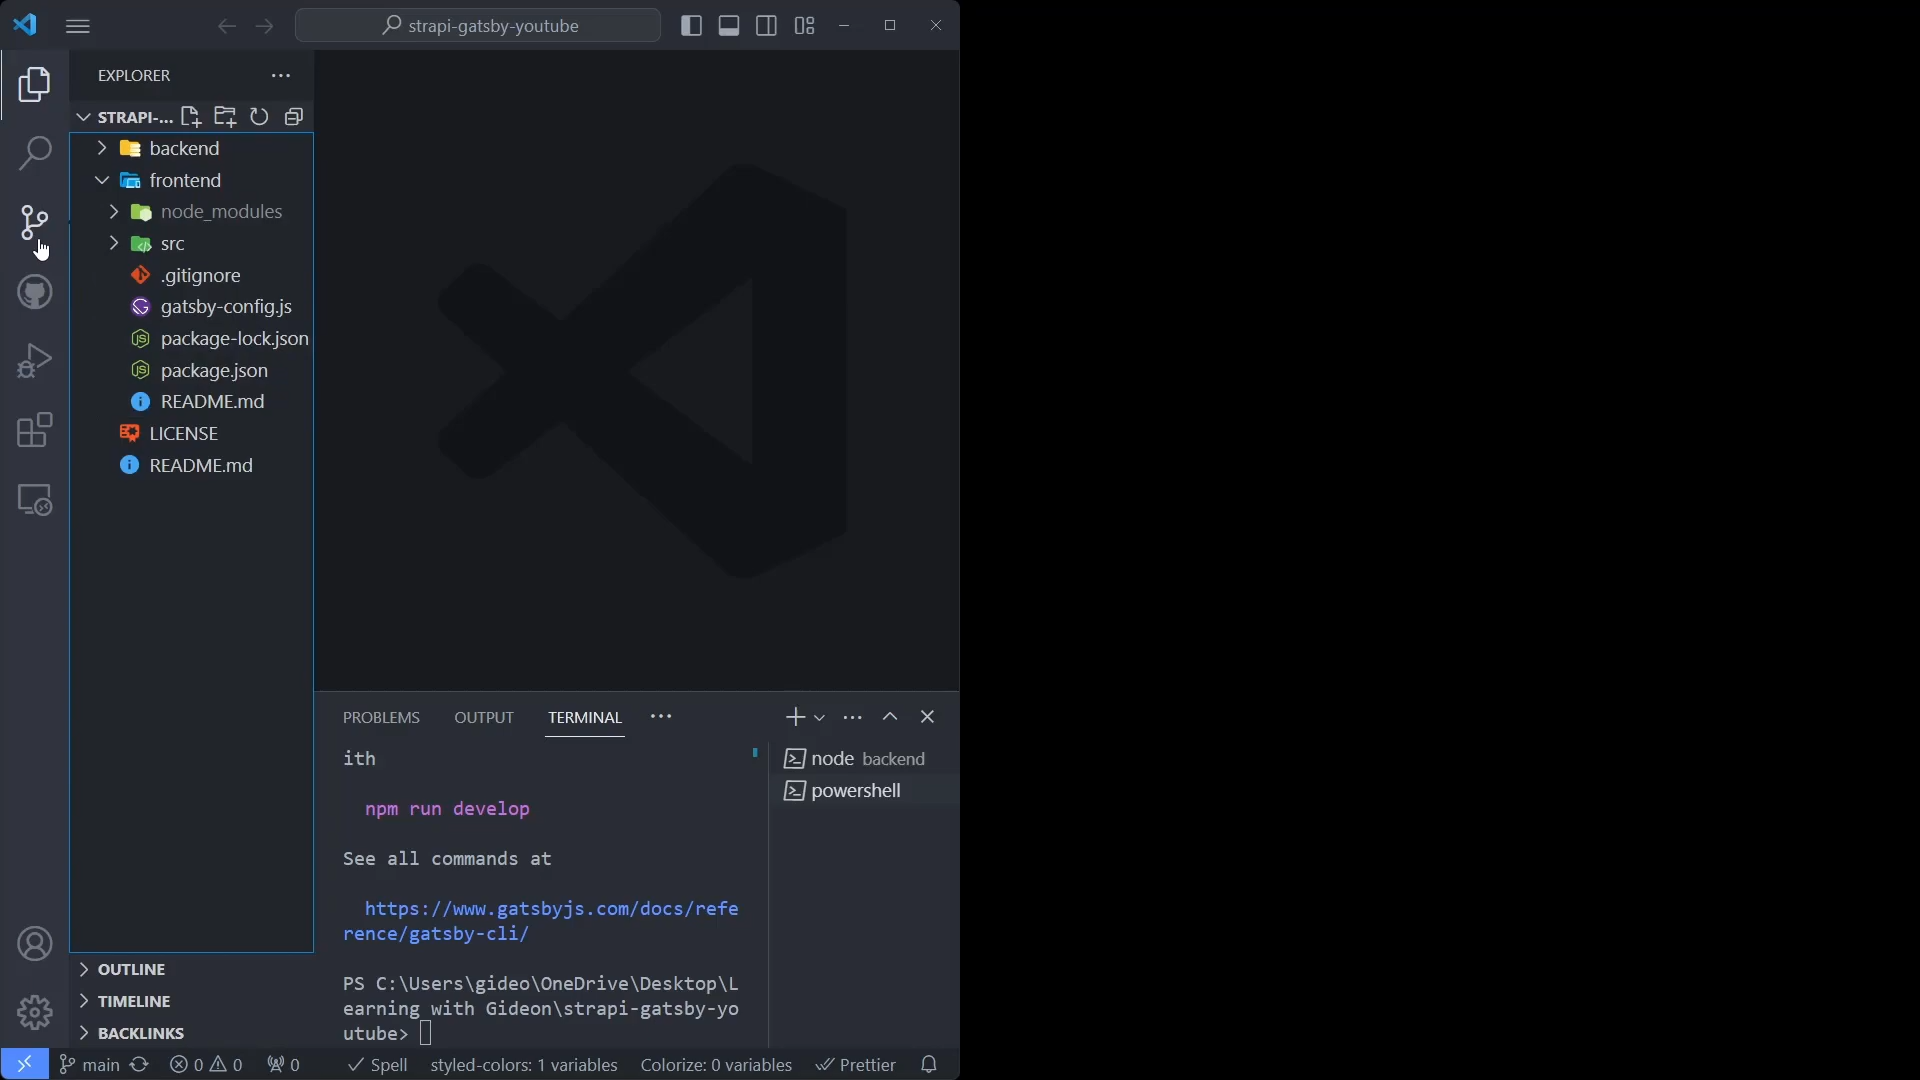 strapi-gatsby-youtube
EXPLORER
STRAPI-...
backend
frontend
node_modules
src
.gitignore
gatsby-config.js
package-lock.json
package.json
README.md
LICENSE
README.md
OUTLINE
TIMELINE
BACKLINKS
PROBLEMS OUTPUT TERMINAL
ith
npm run develop
See all commands at
https://www.gatsbyjs.com/docs/refe
rence/gatsby-cli/
PS C:\Users\gideo\OneDrive\Desktop\L
earning with Gideon\strapi-gatsby-yo
utube>
node backend
powershell
main 0 0 0 Spell styled-colors: 1 variables Colorize: 0 variables Prettier